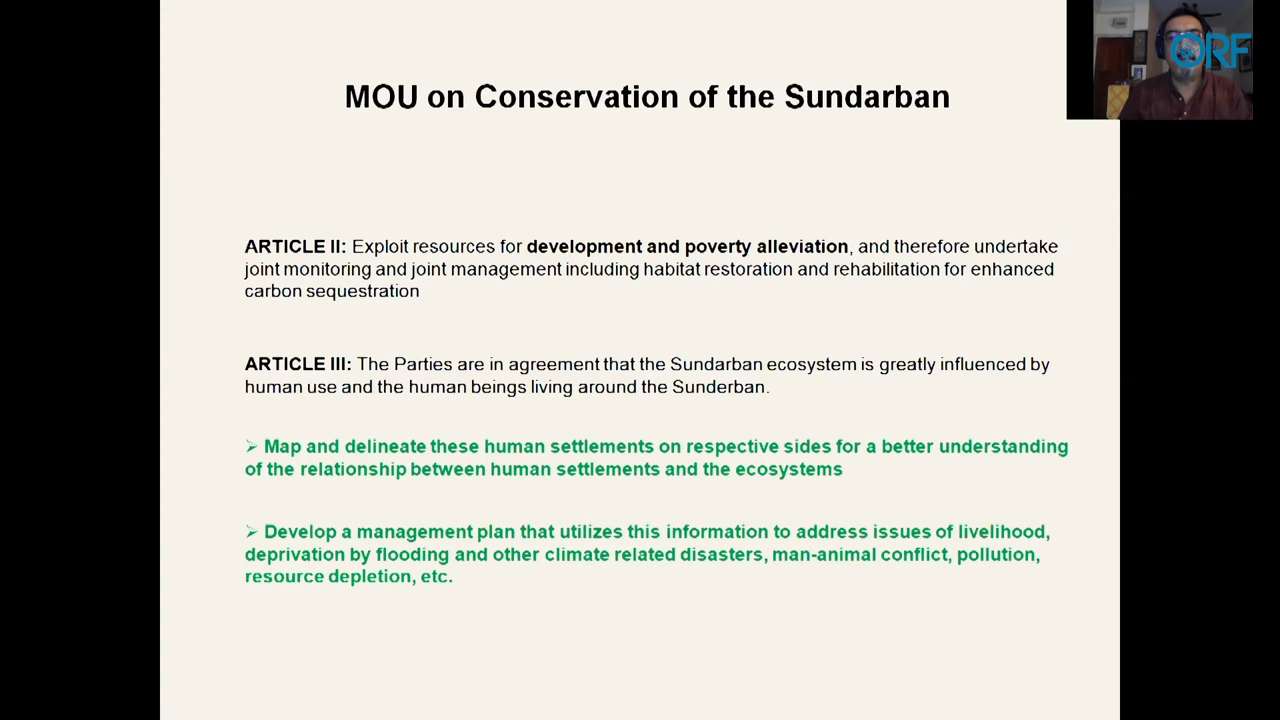 MOU on Conservation of the Sundarban
ORF
ARTICLE II: Exploit resources for development and poverty alleviation, and therefore undertake
joint monitoring and joint management including habitat restoration and rehabilitation for enhanced
carbon sequestration
ARTICLE III: The Parties are in agreement that the Sundarban ecosystem is greatly influenced by
human use and the human beings living around the Sunderban.
➢ Map and delineate these human settlements on respective sides for a better understanding
of the relationship between human settlements and the ecosystems
➢ Develop a management plan that utilizes this information to address issues of livelihood,
deprivation by flooding and other climate related disasters, man-animal conflict, pollution,
resource depletion, etc.